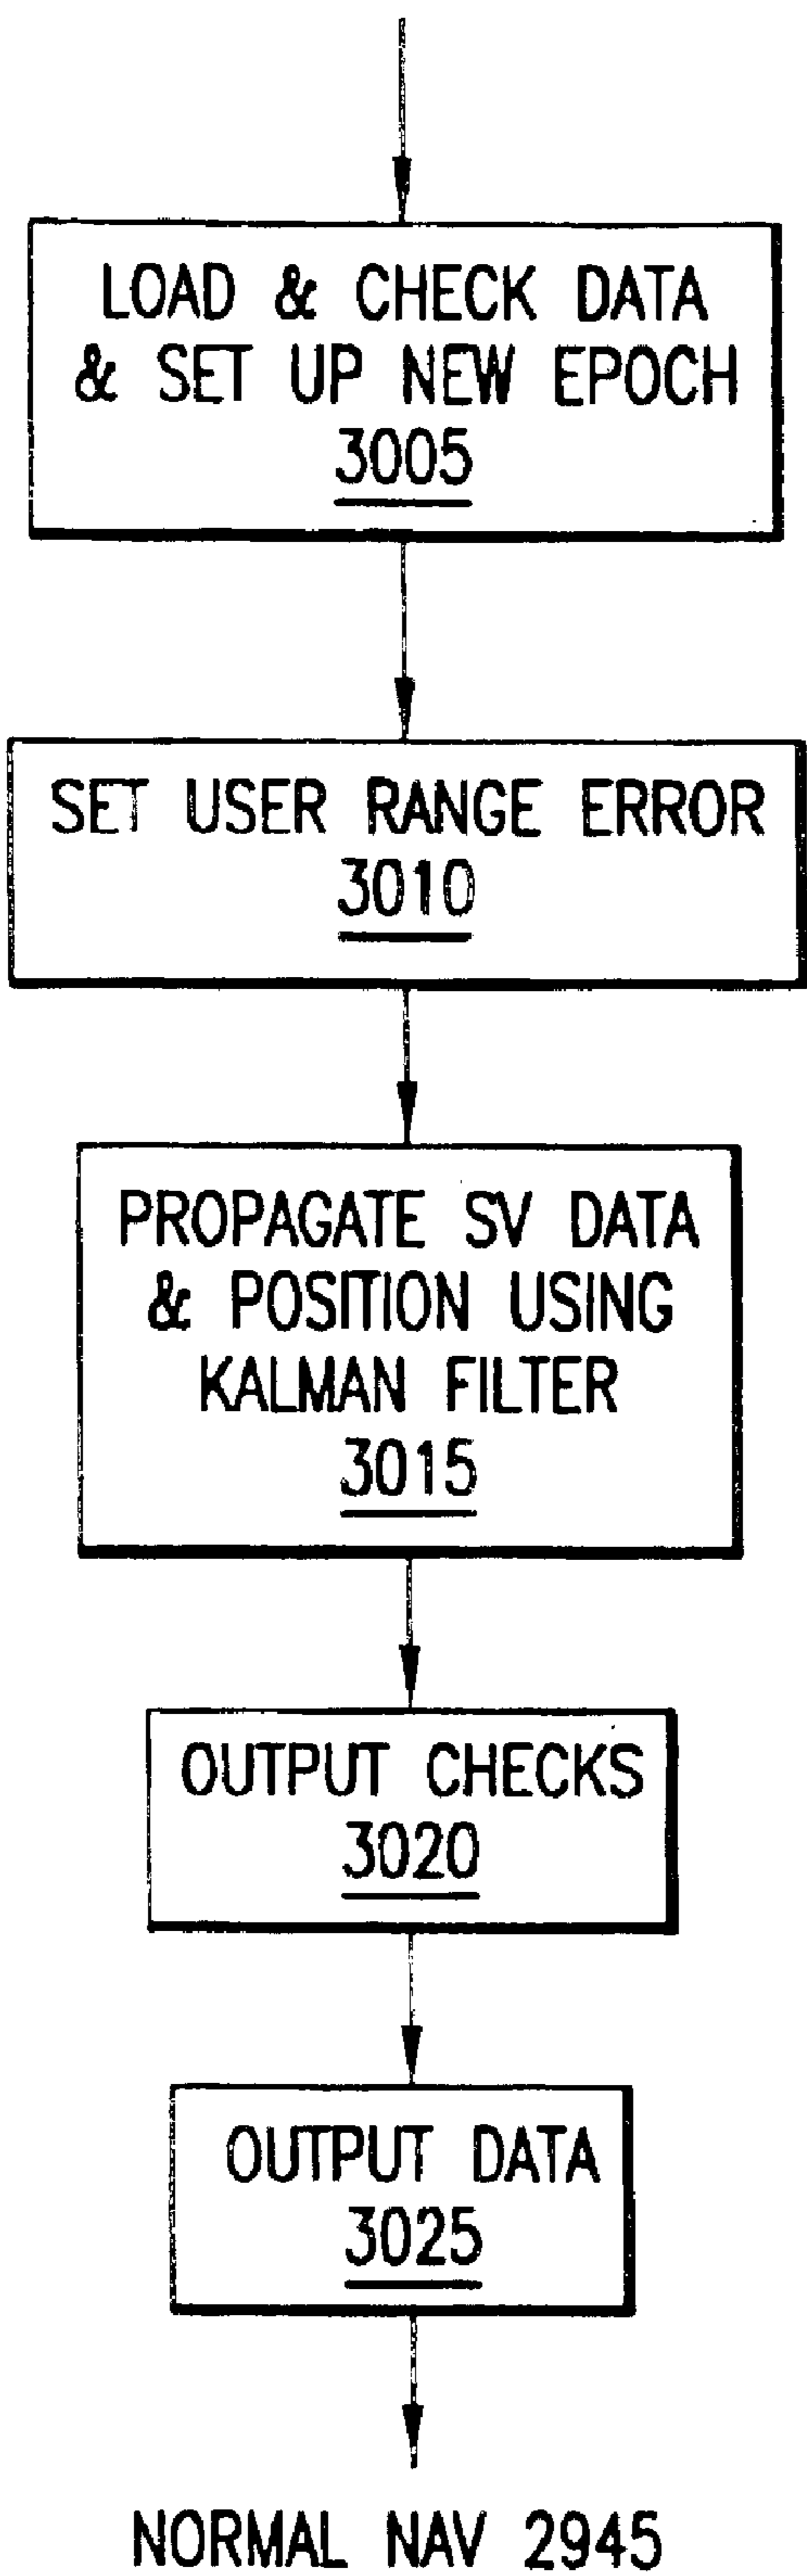 LOAD & CHECK DATA
& SET UP NEW EPOCH
3005
SET USER RANGE ERROR
3010
PROPAGATE SV DATA
& POSITION USING
KALMAN FILTER
3015
OUTPUT CHECKS
3020
OUTPUT DATA
3025
NORMAL NAV 2945